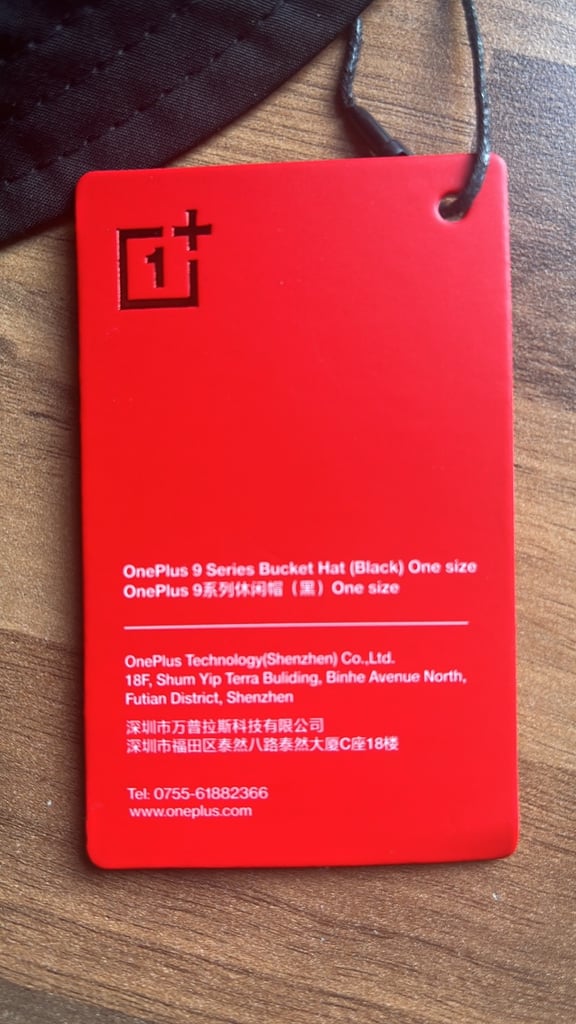 1+
OnePlus 9 Series Bucket Hat (Black) One size
OnePlus 9系列休闲帽（黑）One size
OnePlus Technology(Shenzhen) Co.,Ltd.
18F, Shum Yip Terra Buliding, Binhe Avenue North,
Futian District, Shenzhen
深圳市万普拉斯科技有限公司
深圳市福田区泰然八路泰然大厦C座18楼
Tel: 0755-61882366
www.oneplus.com